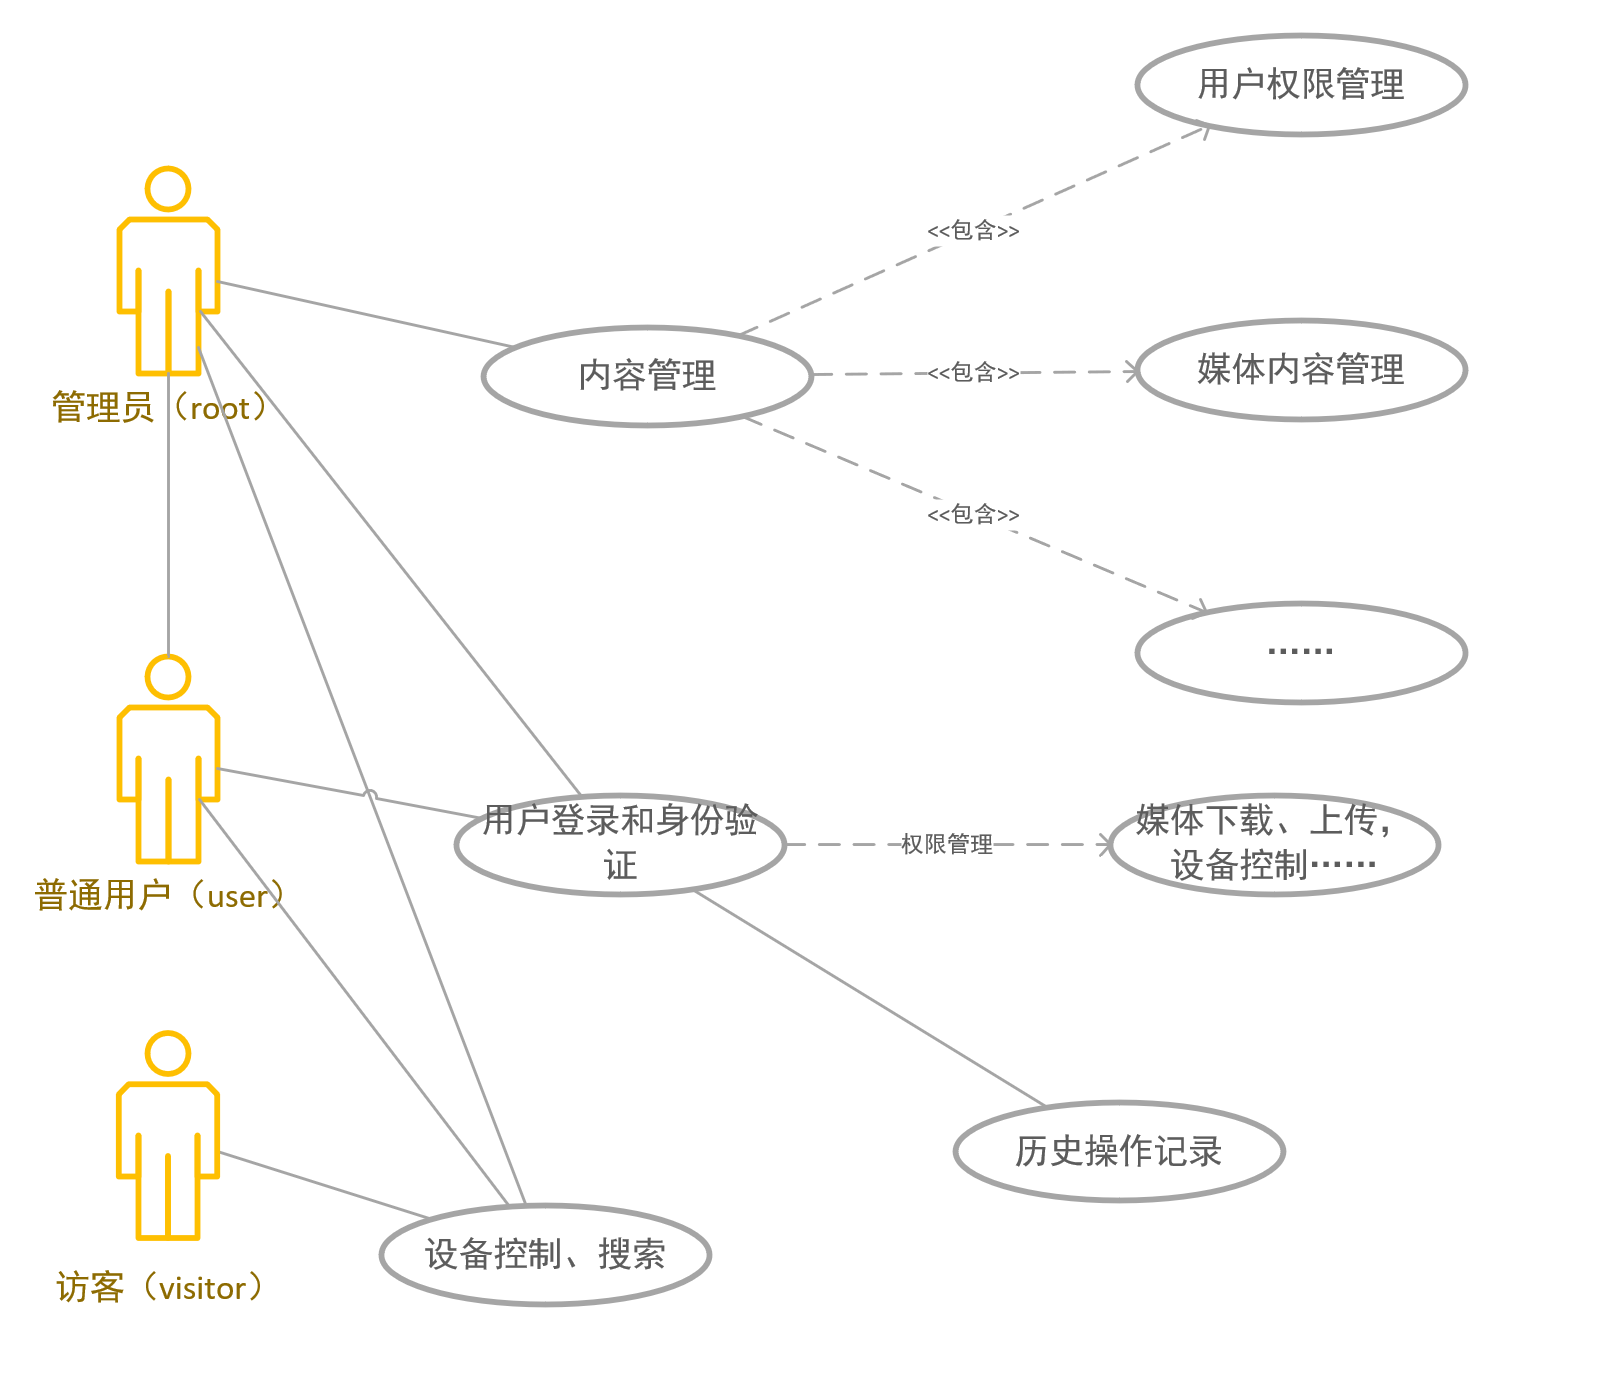 用户权限管理
<<包含>>
内容管理
<<包含>>
媒体内容管理
管理员（root）
<<包含>>
……
用户登录和身份验
证
权限管理
媒体下载、上传，
设备控制……
普通用户（user）
历史操作记录
设备控制、搜索
访客（visitor）